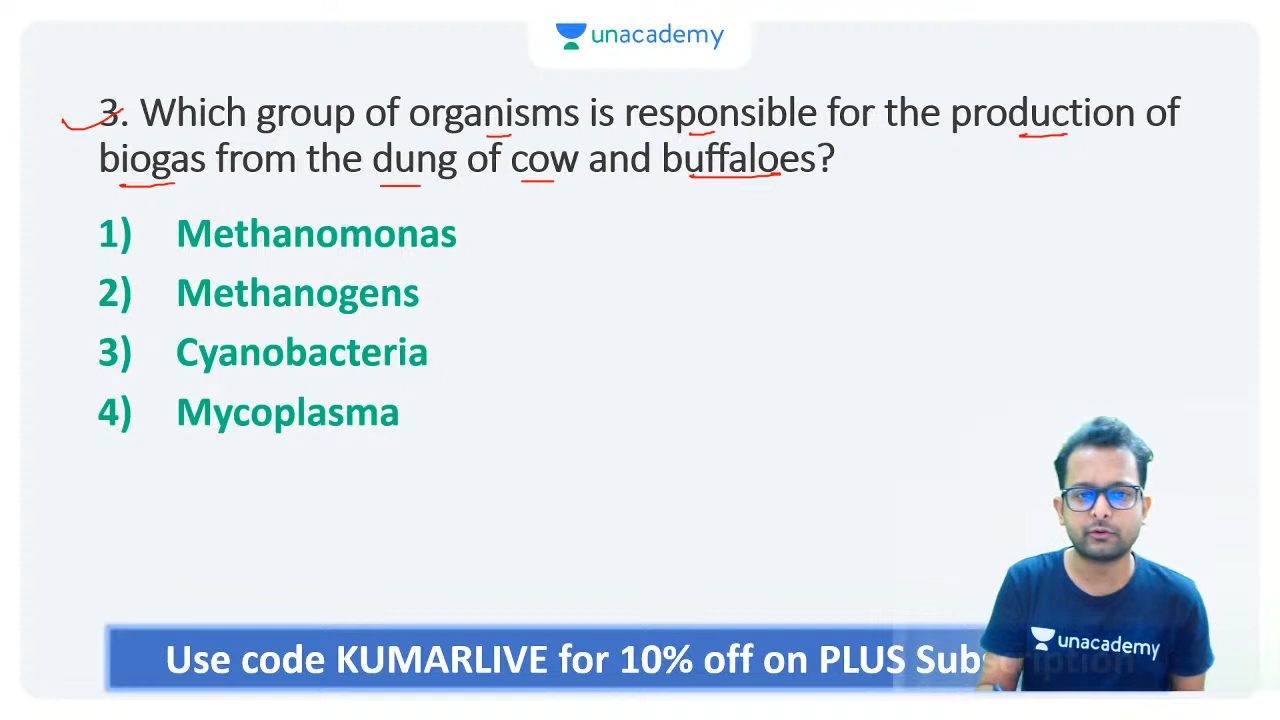 unacademy
3. Which group of organisms is responsible for the production of
biogas from the dung of cow and buffaloes?
1) Methanomonas
2) Methanogens
3) Cyanobacteria
4) Mycoplasma
unacademy
Use code KUMARLIVE for 10% off on PLUS Subscription